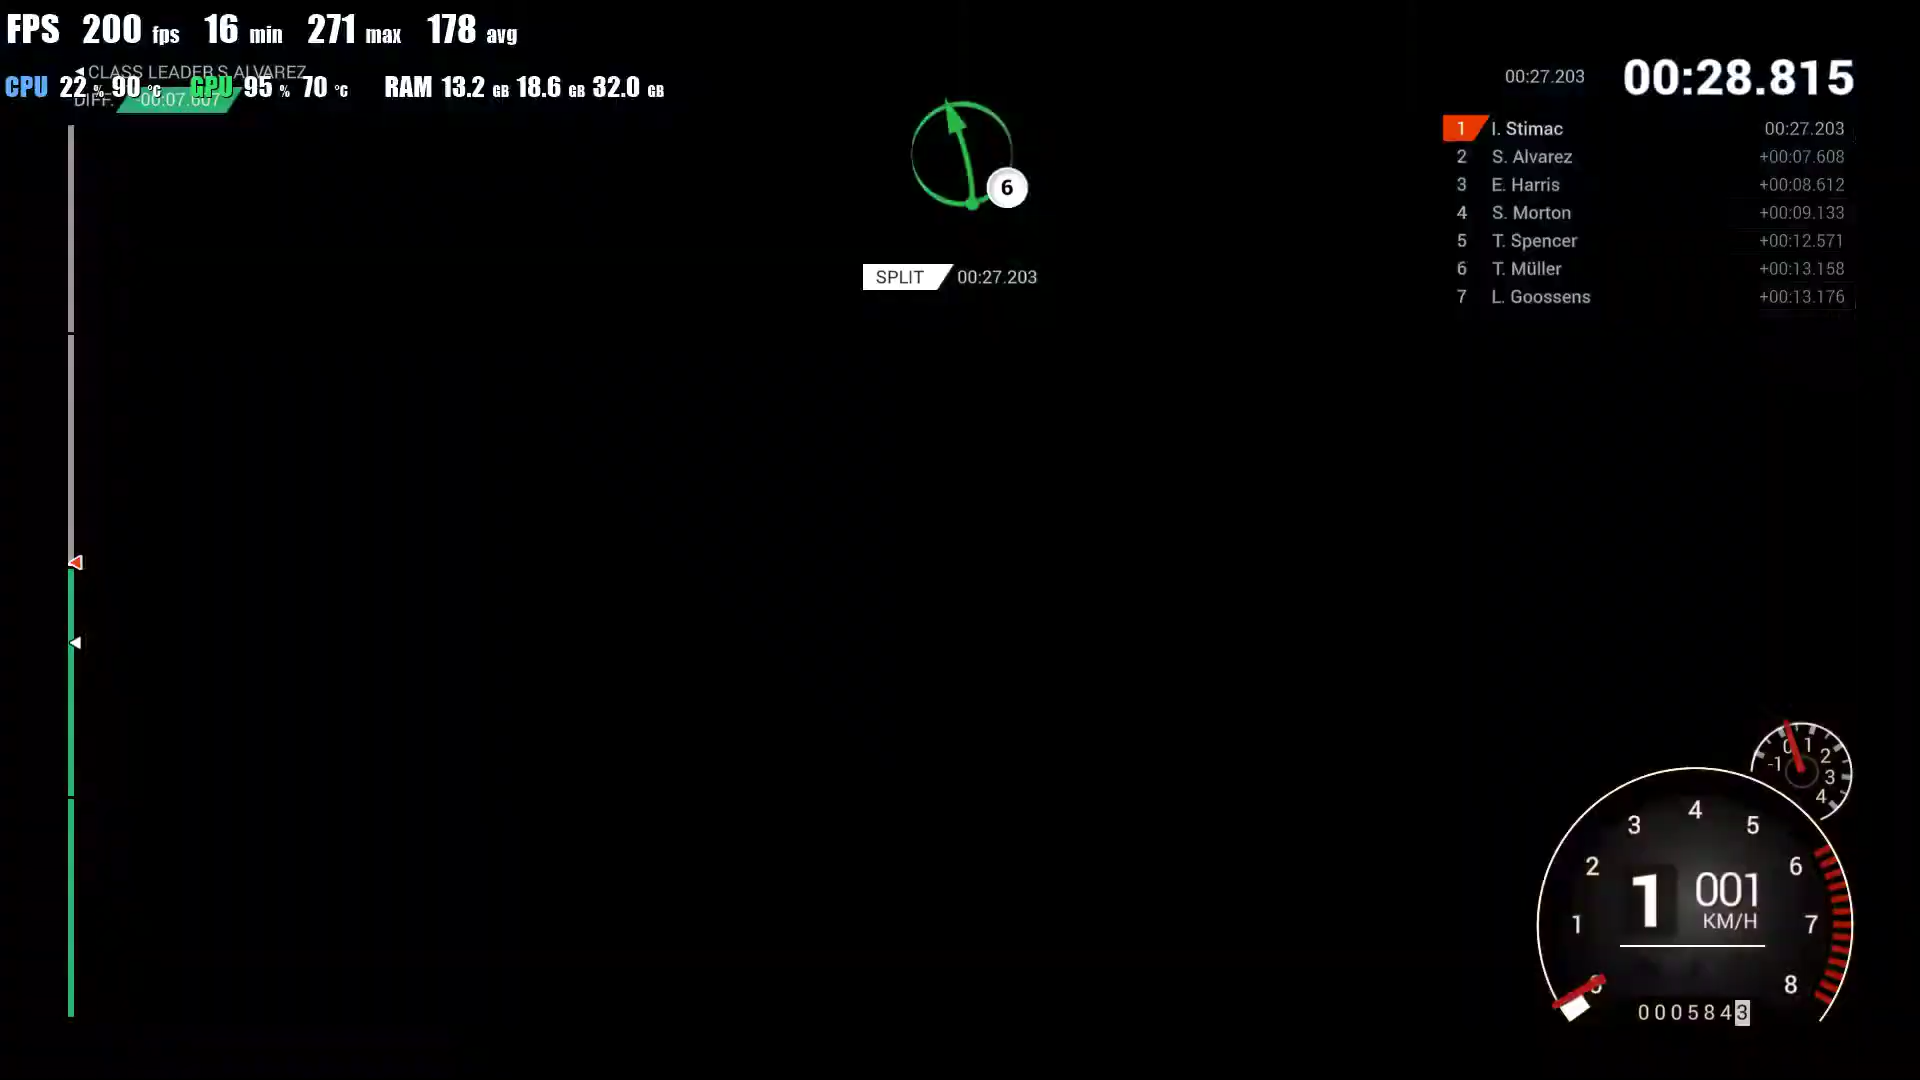 FPS 200 fps 16 min 271 max 178 avg
CLASS LEADER S.ALVAREZ
CPU 22 % 90 °C GPU 95 % 70 °C RAM 13.2 GB 18.6 GB 32.0 GB
DIFF. -00:07.607
00:27.203 00:28.815
1 I. Stimac 00:27.203
2 S. Alvarez +00:07.608
3 E. Harris +00:08.612
4 S. Morton +00:09.133
5 T. Spencer +00:12.571
6 T. Müller +00:13.158
7 L. Goossens +00:13.176
6
SPLIT 00:27.203
-1 0 1 2 3 4
0 1 2 3 4 5 6 7 8
1 001
KM/H
0005843